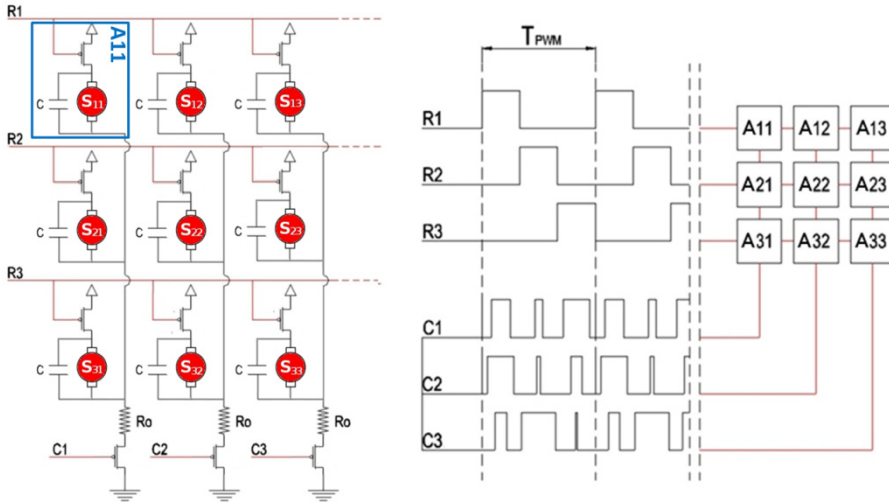 R1
A11
C S11 C S12 C S13
R2
C S21 C S22 C S23
R3
C S31 C S32 C S33
Ro Ro Ro
C1 C2 C3
TPWM
R1
R2
R3
A11 A12 A13
A21 A22 A23
A31 A32 A33
C1
C2
C3